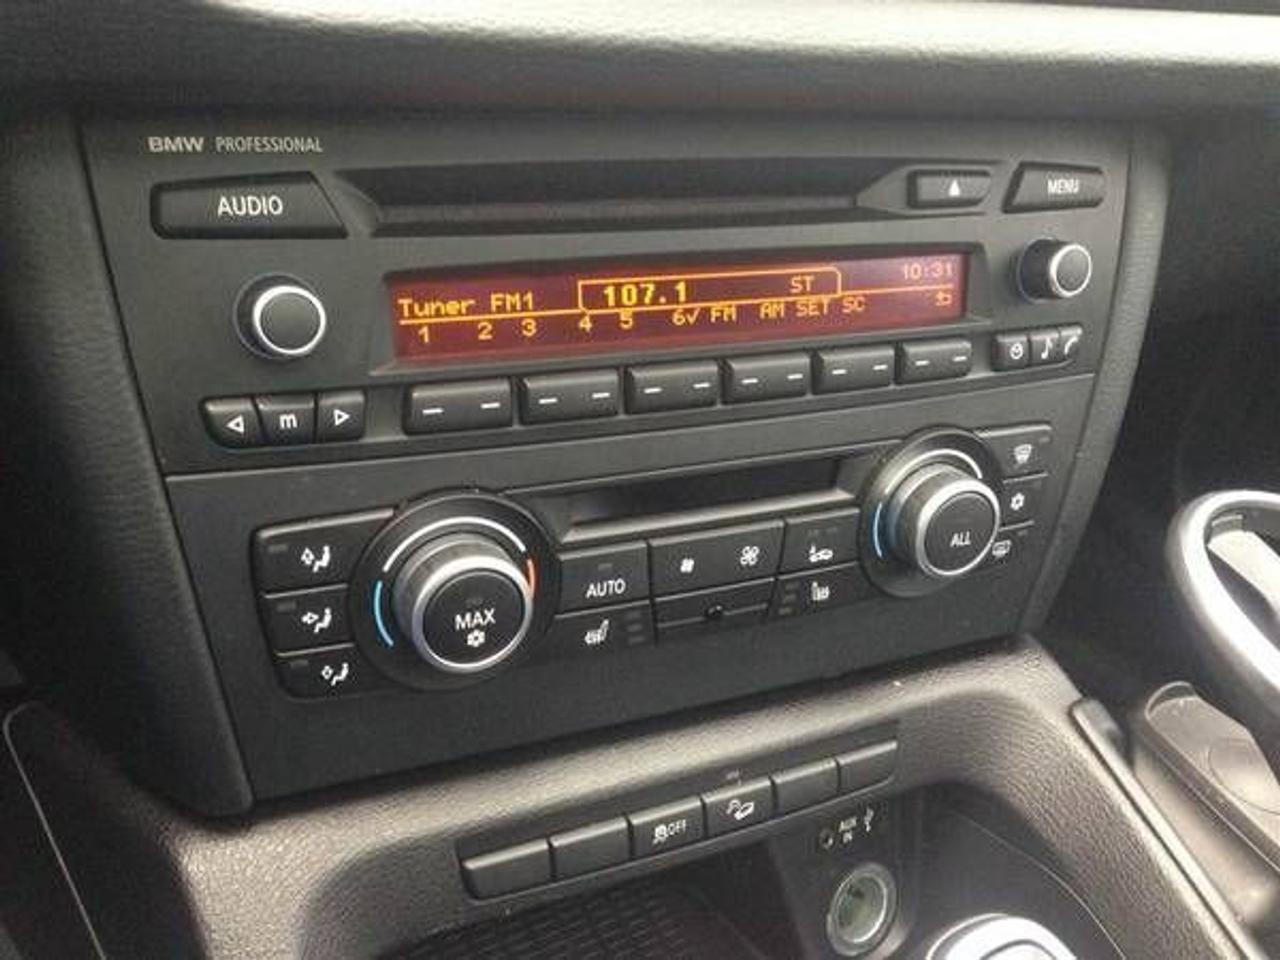 BMW PROFESSIONAL
AUDIO
MENU
Tuner FM1 107.1 ST 10:31
1 2 3 4 5 6✓ FM AM SET SC
m
ALL
AUTO
MAX
OFF
AUX
IN